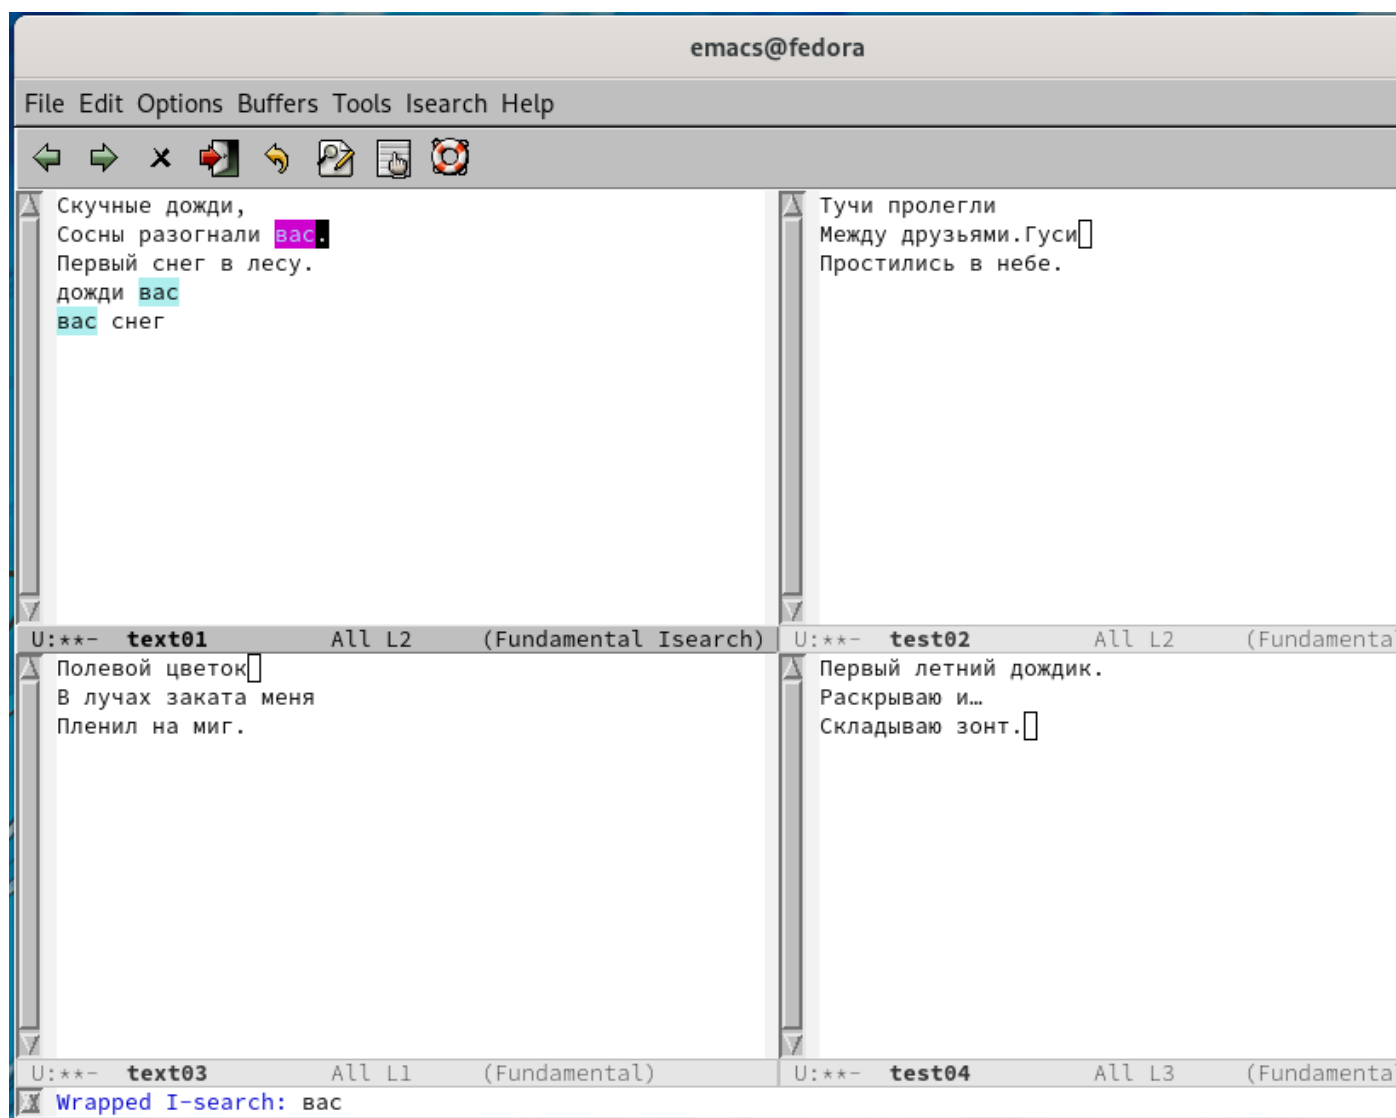 emacs@fedora
File Edit Options Buffers Tools Isearch Help
Скучные дожди,
Сосны разогнали вас.
Первый снег в лесу.
дожди вас
вас снег
U:**-  text01         All L2     (Fundamental Isearch)
Тучи пролегли
Между друзьями.Гуси
Простились в небе.
U:**-  test02         All L2     (Fundamental
Полевой цветок
В лучах заката меня
Пленил на миг.
U:**-  text03         All L1     (Fundamental)
Первый летний дождик.
Раскрываю и…
Складываю зонт.
U:**-  test04         All L3     (Fundamental
Wrapped I-search: вас